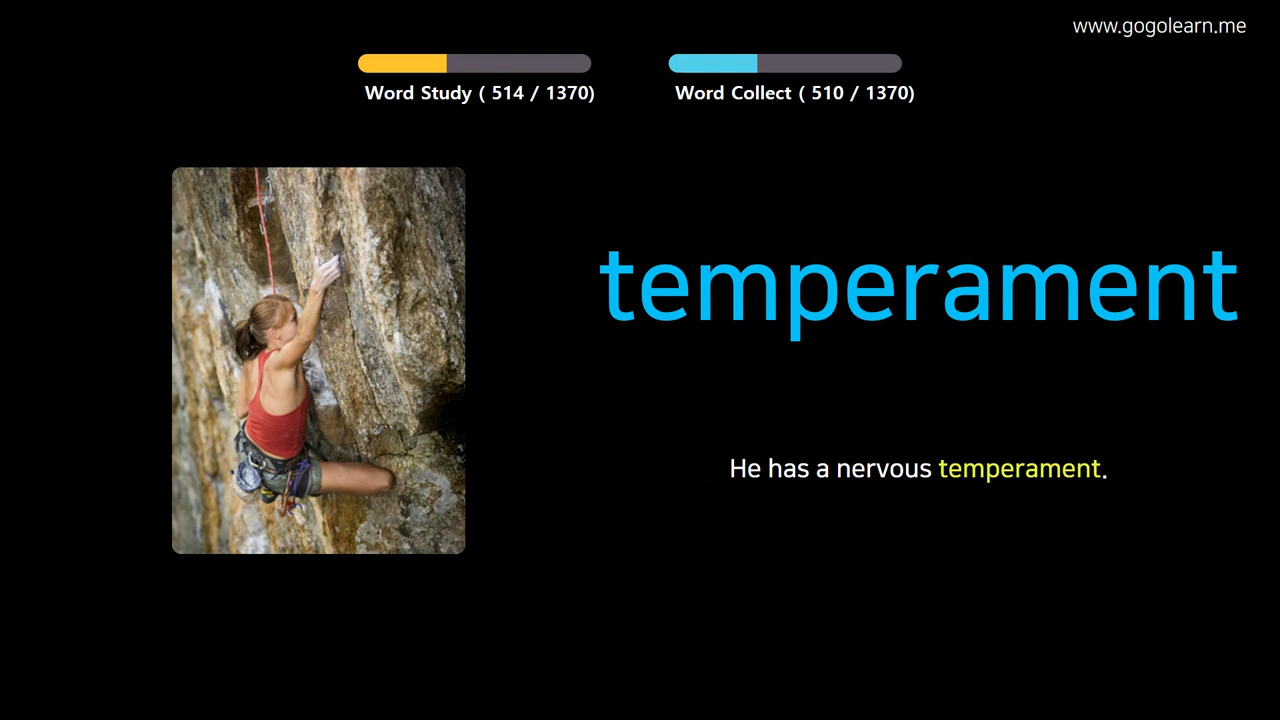 www.gogolearn.me
Word Study ( 514 / 1370)
Word Collect ( 510 / 1370)
temperament
He has a nervous temperament.